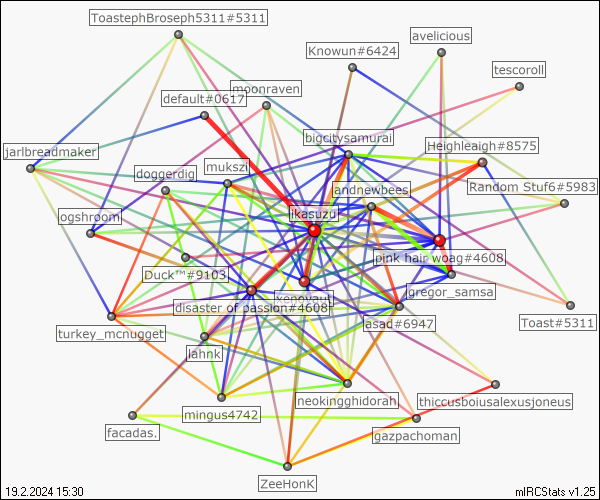 ToastephBroseph5311#5311
avelicious
Knowun#6424
tescoroll
moonraven
default#0617
bigcitysamurai
Heighleaigh#8575
jarlbreadmaker
mukszi
doggerdig
andnewbees
Random Stuf6#5983
ogshroom
ikasuzu
pink hair woag#4608
Duck™#9103
gregor_samsa
xenoyaut
disaster of passion#4608
Toast#5311
asad#6947
turkey_mcnugget
lahnk
neokingghidorah
thiccusboiusalexusjoneus
mingus4742
facadas.
gazpachoman
ZeeHonK
19.2.2024 15:30
mIRCStats v1.25